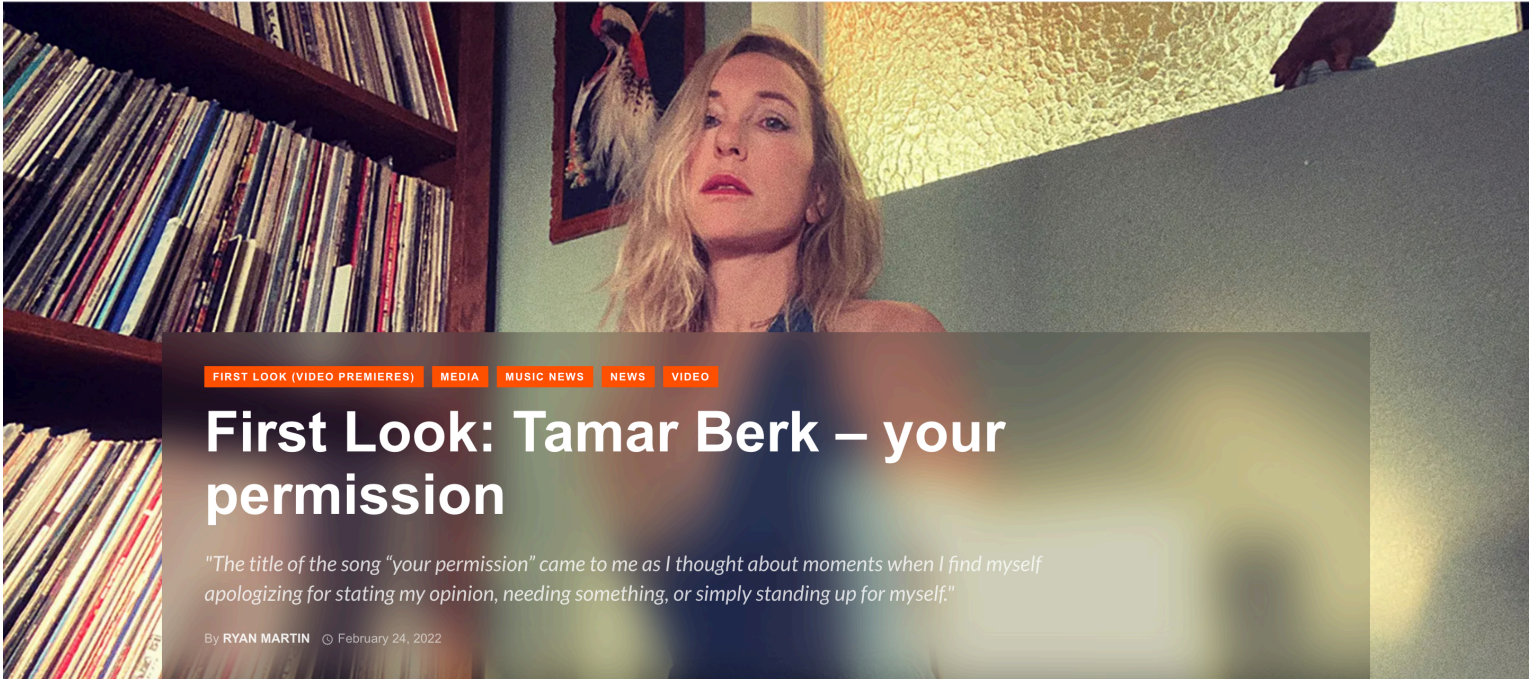 FIRST LOOK (VIDEO PREMIERES) MEDIA MUSIC NEWS NEWS VIDEO
First Look: Tamar Berk – your
permission
"The title of the song “your permission” came to me as I thought about moments when I find myself
apologizing for stating my opinion, needing something, or simply standing up for myself."
By RYAN MARTIN February 24, 2022